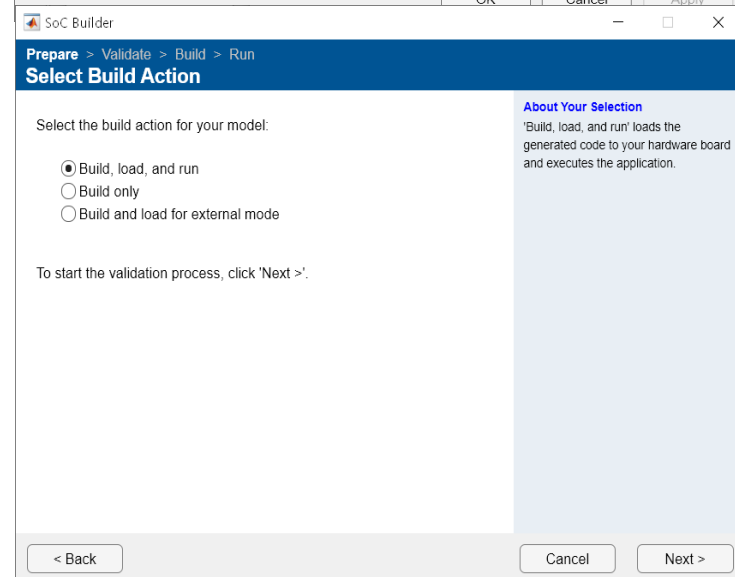 OK Cancel Apply
SoC Builder
Prepare > Validate > Build > Run
Select Build Action
Select the build action for your model:
Build, load, and run
Build only
Build and load for external mode
To start the validation process, click 'Next >'.
About Your Selection
'Build, load, and run' loads the
generated code to your hardware board
and executes the application.
< Back Cancel Next >